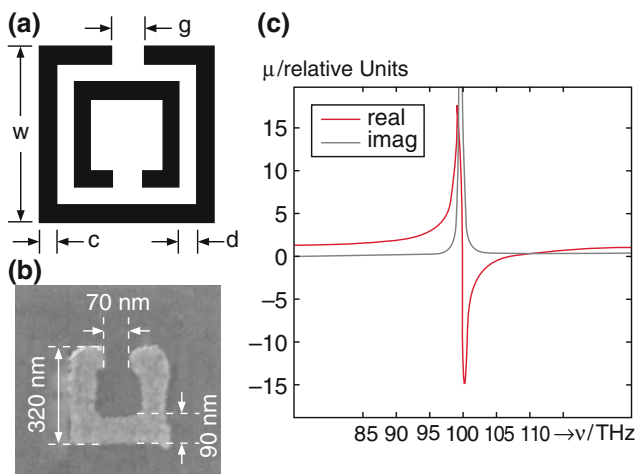 (a)
g
w
c
d
(b)
70 nm
320 nm
90 nm
(c)
μ/relative Units
real
imag
15
10
5
0
−5
−10
−15
85 90 95 100 105 110 →ν/THz